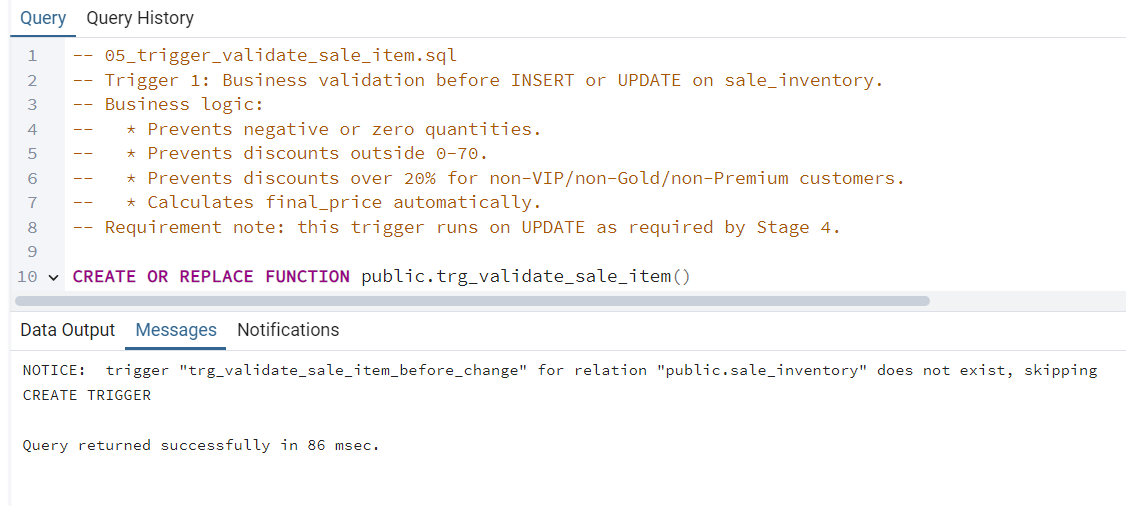 Query Query History
1 -- 05_trigger_validate_sale_item.sql
2 -- Trigger 1: Business validation before INSERT or UPDATE on sale_inventory.
3 -- Business logic:
4 --   * Prevents negative or zero quantities.
5 --   * Prevents discounts outside 0-70.
6 --   * Prevents discounts over 20% for non-VIP/non-Gold/non-Premium customers.
7 --   * Calculates final_price automatically.
8 -- Requirement note: this trigger runs on UPDATE as required by Stage 4.
9
10 CREATE OR REPLACE FUNCTION public.trg_validate_sale_item()
Data Output Messages Notifications
NOTICE:  trigger "trg_validate_sale_item_before_change" for relation "public.sale_inventory" does not exist, skipping
CREATE TRIGGER
Query returned successfully in 86 msec.